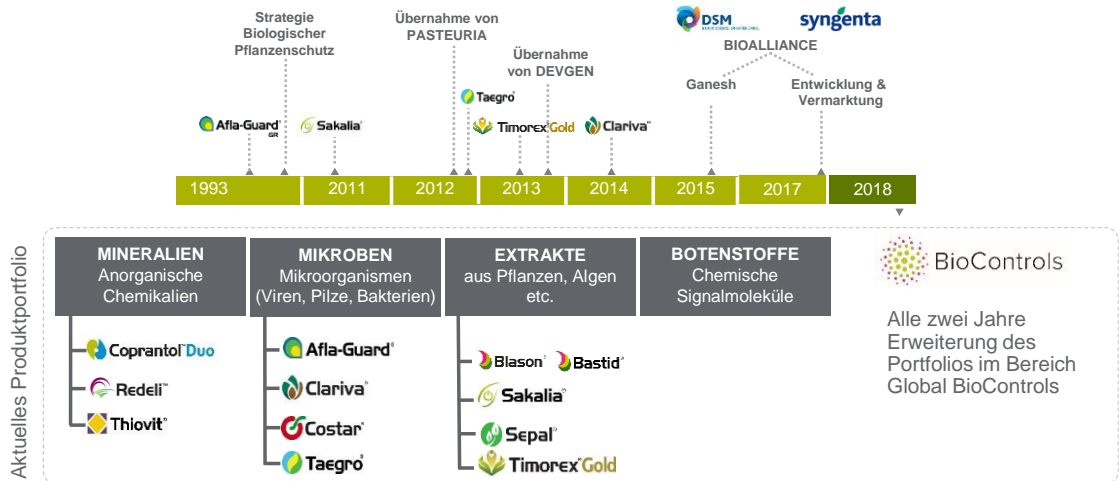 Strategie
Biologischer
Pflanzenschutz
Übernahme von
PASTEURIA
Übernahme
von DEVGEN
DSM
syngenta
BIOALLIANCE
Ganesh
Entwicklung &
Vermarktung
Afla-Guard
GR
Sakalia
Taegro
Timorex Gold
Clariva
1993
2011
2012
2013
2014
2015
2017
2018
Aktuelles Produktportfolio
MINERALIEN
Anorganische
Chemikalien
MIKROBEN
Mikroorganismen
(Viren, Pilze, Bakterien)
EXTRAKTE
aus Pflanzen, Algen
etc.
BOTENSTOFFE
Chemische
Signalmoleküle
Coprantol™ Duo
Redeli™
Thiovit®
Afla-Guard®
Clariva®
Costar®
Taegro®
Blason® Bastid®
Sakalia®
Sepal®
Timorex® Gold
BioControls
Alle zwei Jahre
Erweiterung des
Portfolios im Bereich
Global BioControls